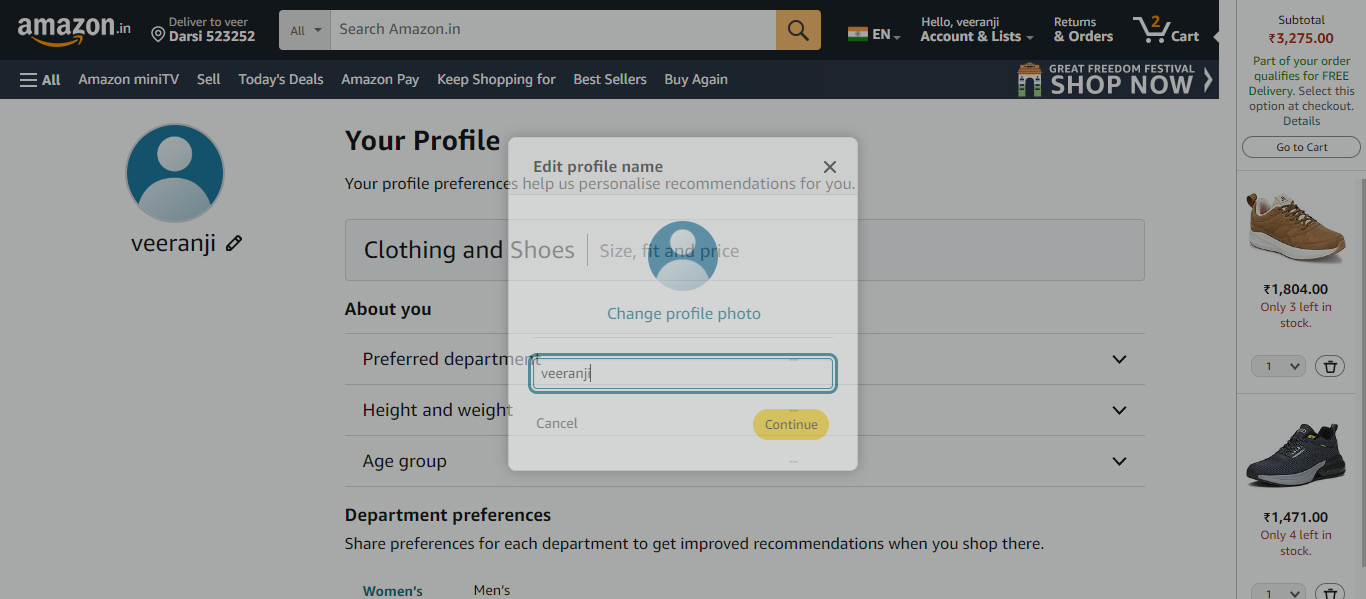 amazon.in
Deliver to veer
Darsi 523252
All
Search Amazon.in
EN
Hello, veeranji
Account & Lists
Returns
& Orders
2
Cart
All
Amazon miniTV
Sell
Today's Deals
Amazon Pay
Keep Shopping for
Best Sellers
Buy Again
GREAT FREEDOM FESTIVAL
SHOP NOW
veeranji
Your Profile
Your profile preferences help us personalise recommendations for you.
Clothing and Shoes
Size, fit and price
About you
Preferred department
--
Height and weight
--
Age group
--
Department preferences
Share preferences for each department to get improved recommendations when you shop there.
Women's
Men's
Edit profile name
Change profile photo
veeranji
Cancel
Continue
Subtotal
₹3,275.00
Part of your order
qualifies for FREE
Delivery. Select this
option at checkout.
Details
Go to Cart
₹1,804.00
Only 3 left in
stock.
1
₹1,471.00
Only 4 left in
stock.
1